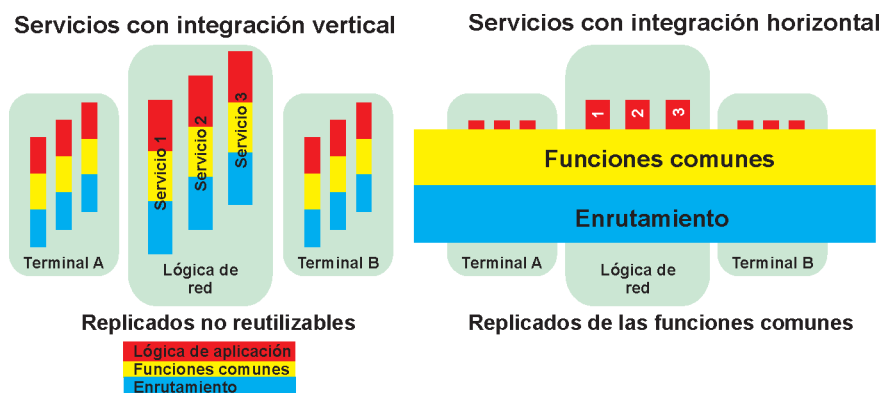 Servicios con integración vertical
Servicio 1
Servicio 2
Servicio 3
Terminal A
Lógica de
red
Terminal B
Replicados no reutilizables
Lógica de aplicación
Funciones comunes
Enrutamiento
Servicios con integración horizontal
1
2
3
Funciones comunes
Enrutamiento
Terminal A
Lógica de
red
Terminal B
Replicados de las funciones comunes